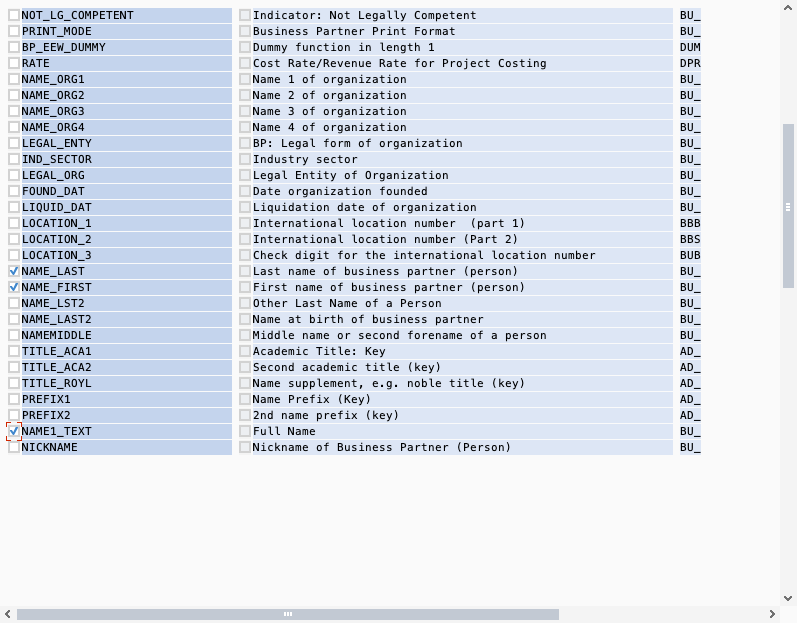 NOT_LG_COMPETENT Indicator: Not Legally Competent BU_
PRINT_MODE Business Partner Print Format BU_
BP_EEW_DUMMY Dummy function in length 1 DUM
RATE Cost Rate/Revenue Rate for Project Costing DPR
NAME_ORG1 Name 1 of organization BU_
NAME_ORG2 Name 2 of organization BU_
NAME_ORG3 Name 3 of organization BU_
NAME_ORG4 Name 4 of organization BU_
LEGAL_ENTY BP: Legal form of organization BU_
IND_SECTOR Industry sector BU_
LEGAL_ORG Legal Entity of Organization BU_
FOUND_DAT Date organization founded BU_
LIQUID_DAT Liquidation date of organization BU_
LOCATION_1 International location number  (part 1) BBB
LOCATION_2 International location number (Part 2) BBS
LOCATION_3 Check digit for the international location number BUB
NAME_LAST Last name of business partner (person) BU_
NAME_FIRST First name of business partner (person) BU_
NAME_LST2 Other Last Name of a Person BU_
NAME_LAST2 Name at birth of business partner BU_
NAMEMIDDLE Middle name or second forename of a person BU_
TITLE_ACA1 Academic Title: Key AD_
TITLE_ACA2 Second academic title (key) AD_
TITLE_ROYL Name supplement, e.g. noble title (key) AD_
PREFIX1 Name Prefix (Key) AD_
PREFIX2 2nd name prefix (key) AD_
NAME1_TEXT Full Name BU_
NICKNAME Nickname of Business Partner (Person) BU_